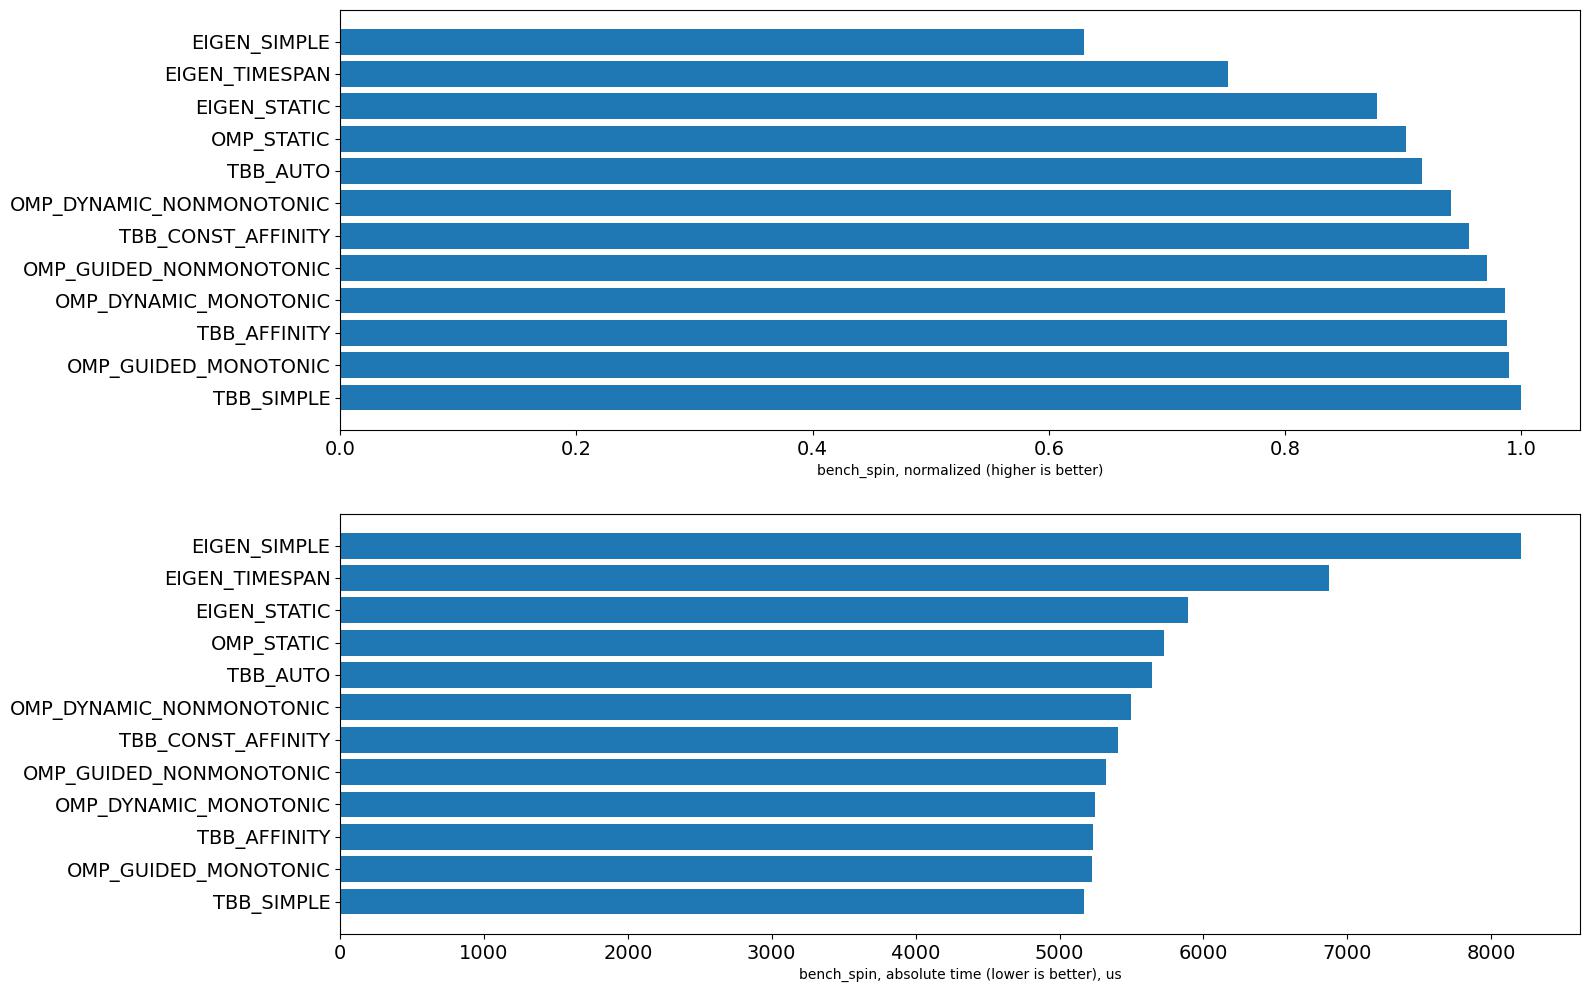 EIGEN_SIMPLE
EIGEN_TIMESPAN
EIGEN_STATIC
OMP_STATIC
TBB_AUTO
OMP_DYNAMIC_NONMONOTONIC
TBB_CONST_AFFINITY
OMP_GUIDED_NONMONOTONIC
OMP_DYNAMIC_MONOTONIC
TBB_AFFINITY
OMP_GUIDED_MONOTONIC
TBB_SIMPLE
0.0 0.2 0.4 0.6 0.8 1.0
bench_spin, normalized (higher is better)
EIGEN_SIMPLE
EIGEN_TIMESPAN
EIGEN_STATIC
OMP_STATIC
TBB_AUTO
OMP_DYNAMIC_NONMONOTONIC
TBB_CONST_AFFINITY
OMP_GUIDED_NONMONOTONIC
OMP_DYNAMIC_MONOTONIC
TBB_AFFINITY
OMP_GUIDED_MONOTONIC
TBB_SIMPLE
0 1000 2000 3000 4000 5000 6000 7000 8000
bench_spin, absolute time (lower is better), us